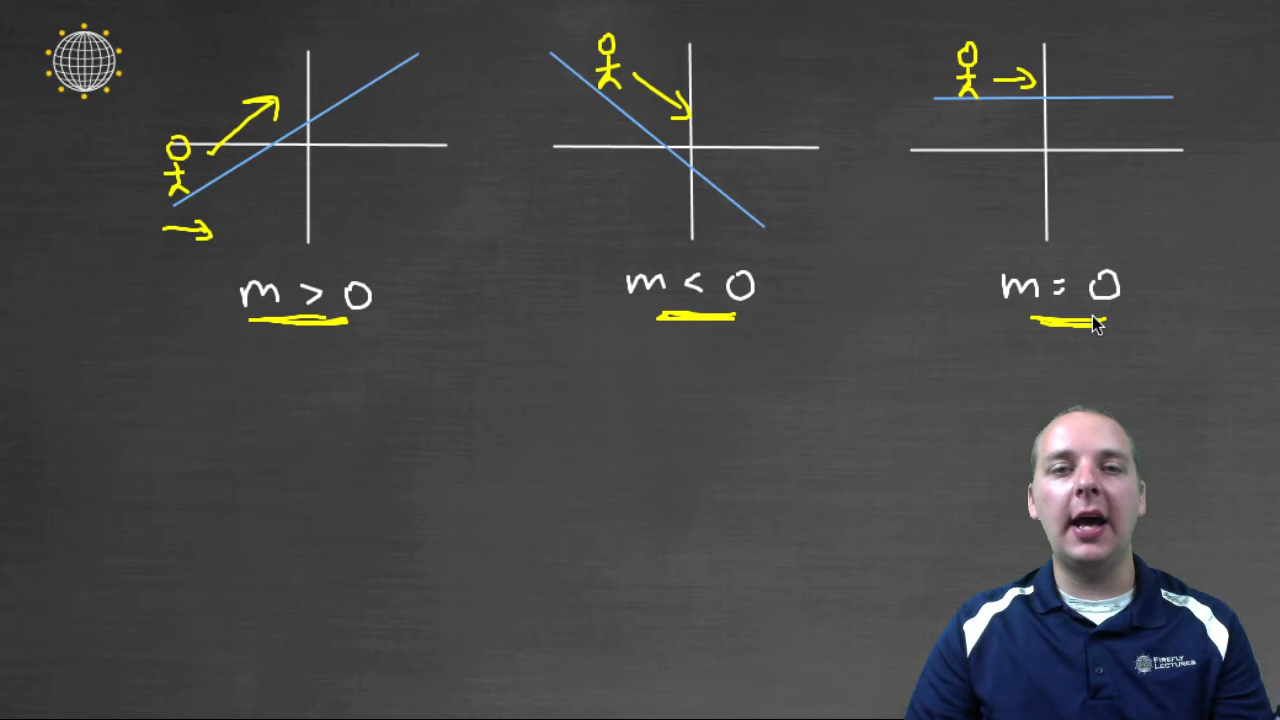 m > 0
m < 0
m = 0
FIREFLY
LECTURES